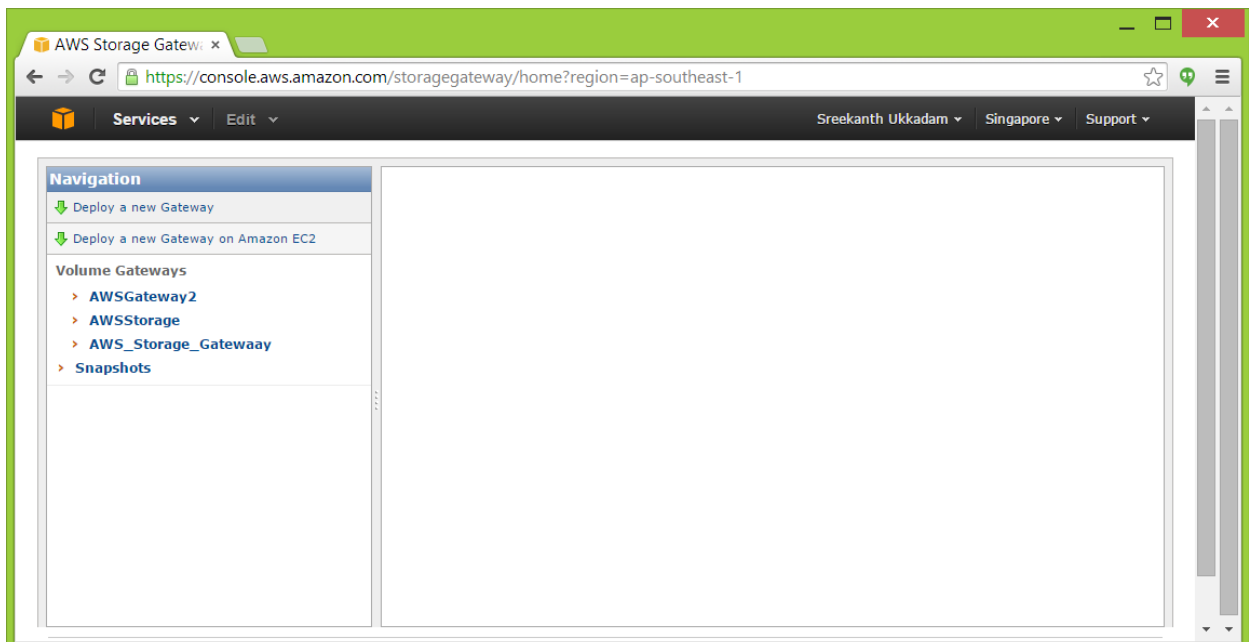 AWS Storage Gatew
https://console.aws.amazon.com/storagegateway/home?region=ap-southeast-1
Services Edit Sreekanth Ukkadam Singapore Support
Navigation
Deploy a new Gateway
Deploy a new Gateway on Amazon EC2
Volume Gateways
AWSGateway2
AWSStorage
AWS_Storage_Gatewaay
Snapshots